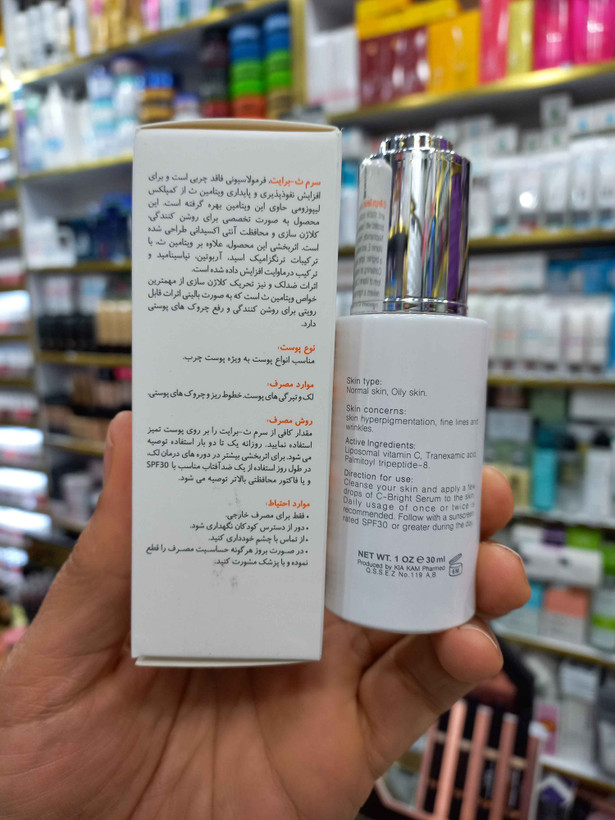 سرم ث-برایت، فرمولاسیونی فاقد چربی است و برای
افزایش نفوذپذیری و پایداری ویتامین ث از کمپلکس
لیپوزومی حاوی این ویتامین بهره گرفته است. این
محصول به صورت تخصصی برای روشن کنندگی،
کلاژن سازی و محافظت آنتی اکسیدانی طراحی شده
است. اثربخشی این محصول، علاوه بر ویتامین ث، با
ترکیبات ترنگزامیک اسید، آربوتین، نیاسینامید و
ترکیب درماوایت افزایش داده شده است.
اثرات ضدلک و نیز تحریک کلاژن سازی از مهمترین
خواص ویتامین ث است که به صورت بالینی اثرات قابل
رویتی برای روشن کنندگی و رفع چروک های پوستی
دارد.
نوع پوست:
مناسب انواع پوست به ویژه پوست چرب.
موارد مصرف:
لک و تیرگی های پوست، خطوط ریز و چروک های پوستی.
روش مصرف:
مقدار کافی از سرم ث-برایت را بر روی پوست تمیز
استفاده نمایید. روزانه یک تا دو بار استفاده توصیه
می شود. برای اثربخشی بیشتر در دوره های درمان لک،
در طول روز استفاده از یک ضدآفتاب مناسب با SPF30
و یا فاکتور محافظتی بالاتر توصیه می شود.
موارد احتیاط:
• فقط برای مصرف خارجی.
• دور از دسترس کودکان نگهداری شود.
• از تماس با چشم خودداری کنید.
• در صورت بروز هرگونه حساسیت مصرف را قطع
نموده و با پزشک مشورت کنید.
Skin type:
Normal skin, Oily skin.
Skin concerns:
skin hyperpigmentation, fine lines and
wrinkles.
Active Ingredients:
Liposomal vitamin C, Tranexamic acid,
Palmitoyl tripeptide-8.
Direction for use:
Cleanse your skin and apply a few
drops of C-Bright Serum to the skin.
Daily usage of once or twice is
recommended. Follow with a sunscreen
rated SPF30 or greater during the day.
NET WT. 1 OZ ℮ 30 ml
Produced by KIA KAM Pharmed
Q.S.S.E.Z No.119 A,B
6M